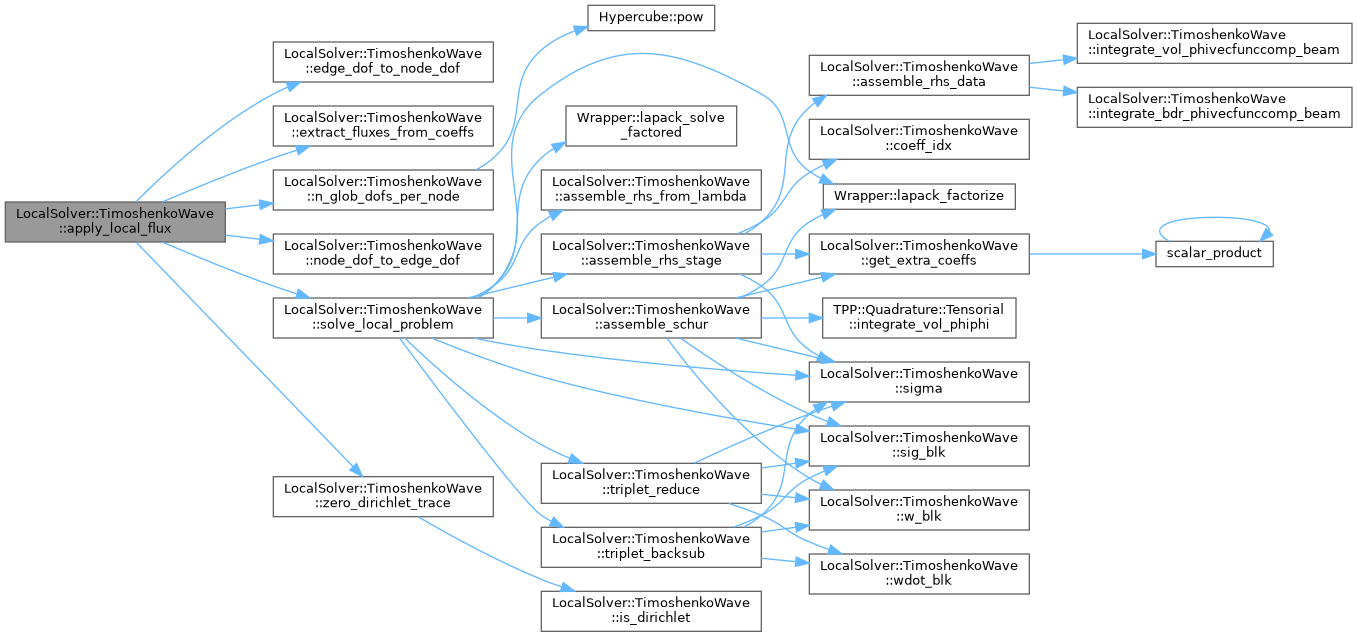 LocalSolver::TimoshenkoWave
::apply_local_flux
LocalSolver::TimoshenkoWave
::edge_dof_to_node_dof
LocalSolver::TimoshenkoWave
::extract_fluxes_from_coeffs
LocalSolver::TimoshenkoWave
::n_glob_dofs_per_node
LocalSolver::TimoshenkoWave
::node_dof_to_edge_dof
LocalSolver::TimoshenkoWave
::solve_local_problem
LocalSolver::TimoshenkoWave
::zero_dirichlet_trace
Hypercube::pow
Wrapper::lapack_solve
_factored
LocalSolver::TimoshenkoWave
::assemble_rhs_from_lambda
LocalSolver::TimoshenkoWave
::assemble_rhs_stage
LocalSolver::TimoshenkoWave
::assemble_schur
LocalSolver::TimoshenkoWave
::triplet_reduce
LocalSolver::TimoshenkoWave
::triplet_backsub
LocalSolver::TimoshenkoWave
::is_dirichlet
LocalSolver::TimoshenkoWave
::assemble_rhs_data
LocalSolver::TimoshenkoWave
::coeff_idx
Wrapper::lapack_factorize
LocalSolver::TimoshenkoWave
::get_extra_coeffs
TPP::Quadrature::Tensorial
::integrate_vol_phiphi
LocalSolver::TimoshenkoWave
::sigma
LocalSolver::TimoshenkoWave
::sig_blk
LocalSolver::TimoshenkoWave
::w_blk
LocalSolver::TimoshenkoWave
::wdot_blk
LocalSolver::TimoshenkoWave
::integrate_vol_phivecfunccomp_beam
LocalSolver::TimoshenkoWave
::integrate_bdr_phivecfunccomp_beam
scalar_product